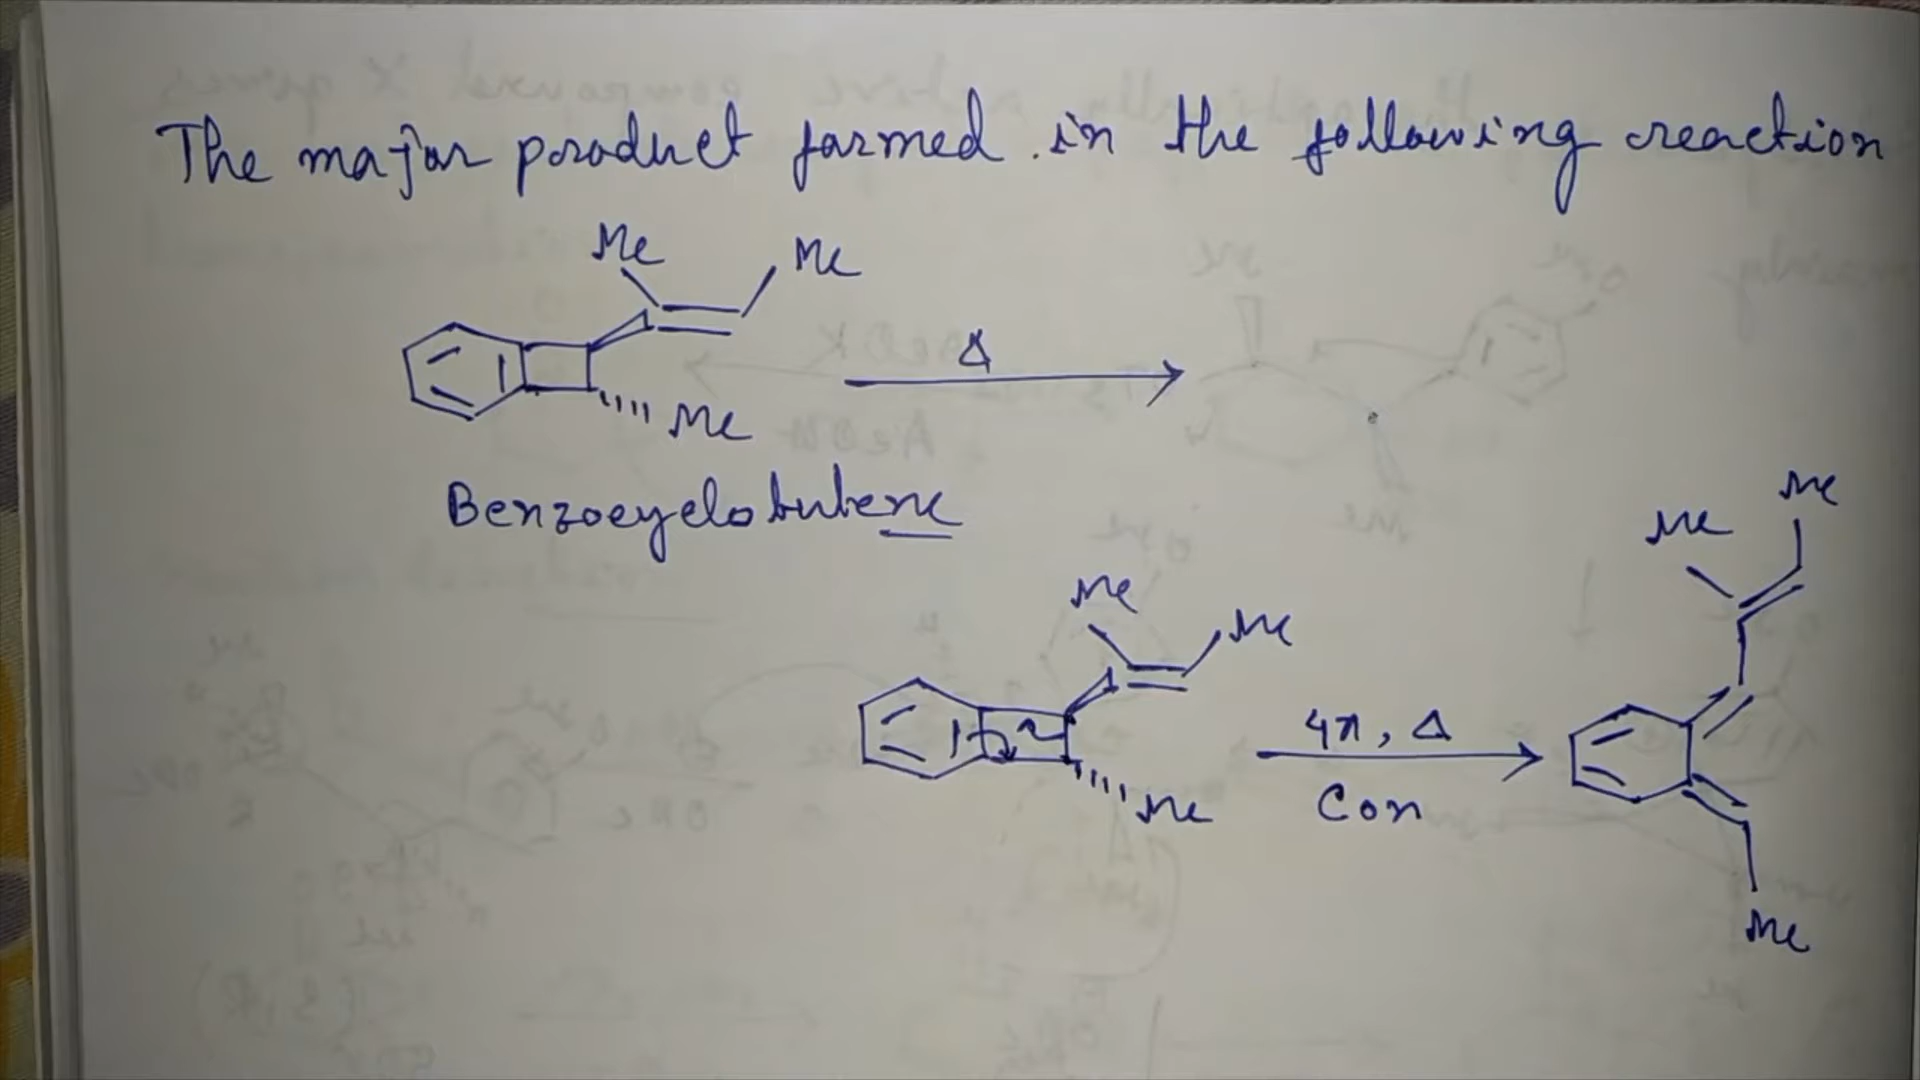 The major product formed in the following reaction
Me Me
Δ
Me
Benzocyclobutene
Me Me
Me Me
4π, Δ
Con
Me
Me